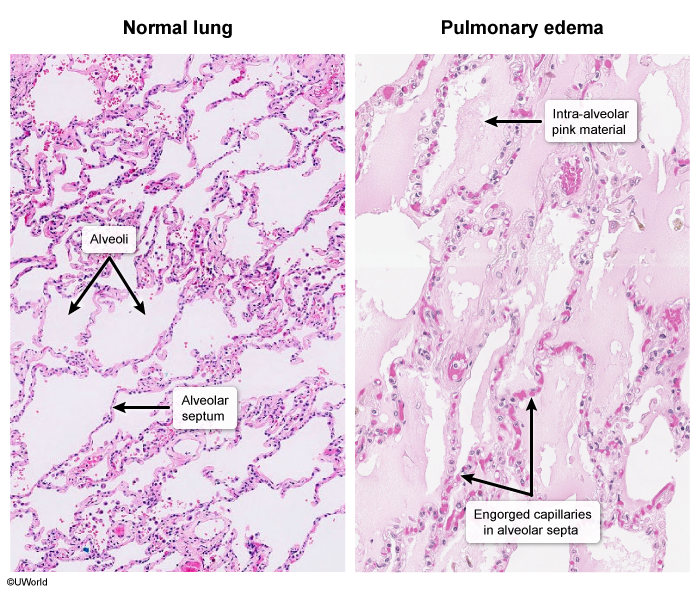 Normal lung
Pulmonary edema
Intra-alveolar
pink material
Alveoli
Alveolar
septum
Engorged capillaries
in alveolar septa
©UWorld